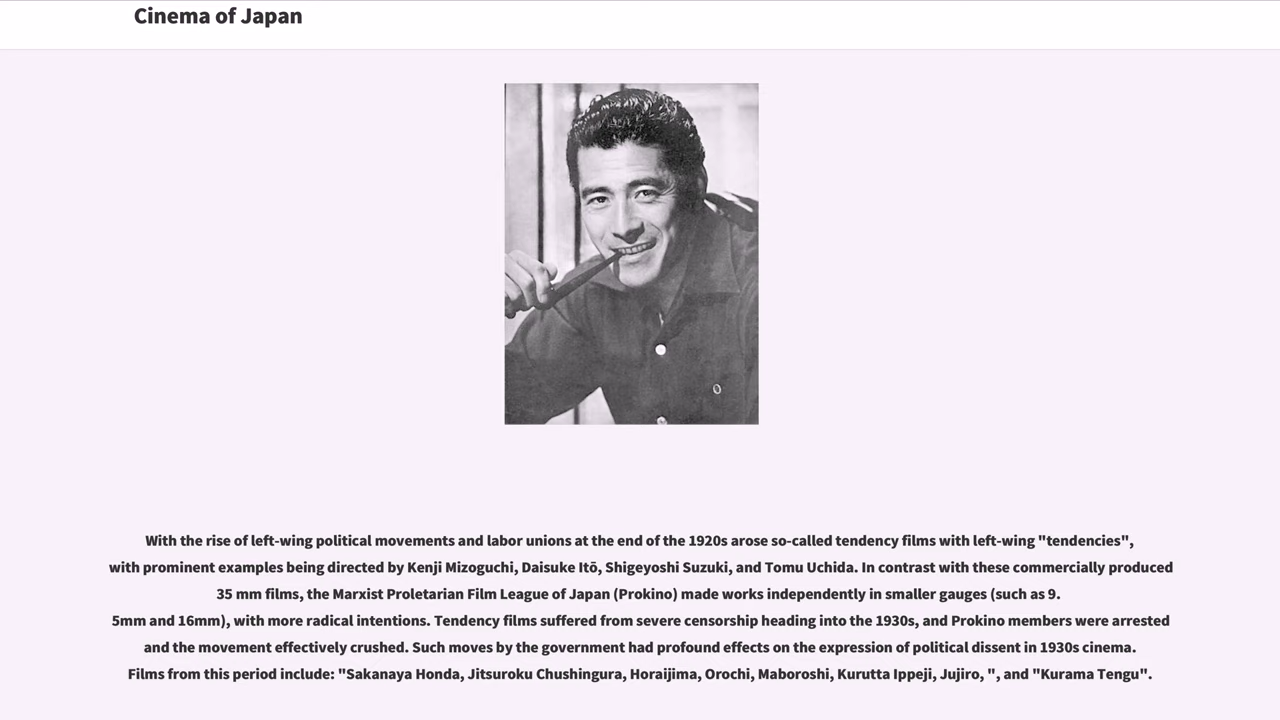 Cinema of Japan
With the rise of left-wing political movements and labor unions at the end of the 1920s arose so-called tendency films with left-wing "tendencies",
with prominent examples being directed by Kenji Mizoguchi, Daisuke Itō, Shigeyoshi Suzuki, and Tomu Uchida. In contrast with these commercially produced
35 mm films, the Marxist Proletarian Film League of Japan (Prokino) made works independently in smaller gauges (such as 9.
5mm and 16mm), with more radical intentions. Tendency films suffered from severe censorship heading into the 1930s, and Prokino members were arrested
and the movement effectively crushed. Such moves by the government had profound effects on the expression of political dissent in 1930s cinema.
Films from this period include: "Sakanaya Honda, Jitsuroku Chushingura, Horaijima, Orochi, Maboroshi, Kurutta Ippeji, Jujiro, ", and "Kurama Tengu".